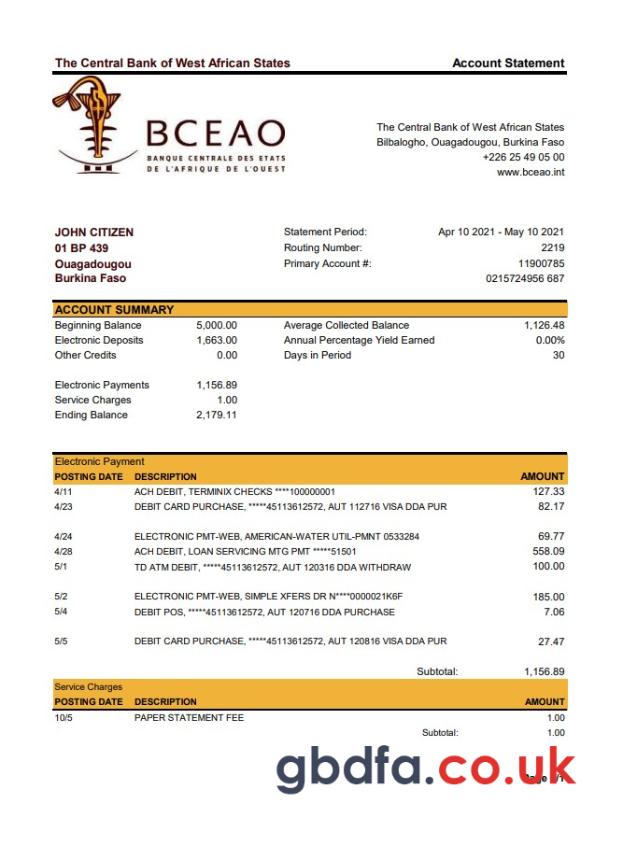 The Central Bank of West African States Account Statement
BCEAO
BANQUE CENTRALE DES ETATS
DE L'AFRIQUE DE L'OUEST
The Central Bank of West African States
Bilbalogho, Ouagadougou, Burkina Faso
+226 25 49 05 00
www.bceao.int
JOHN CITIZEN Statement Period: Apr 10 2021 - May 10 2021
01 BP 439 Routing Number: 2219
Ouagadougou Primary Account #: 11900785
Burkina Faso 0215724956 687
ACCOUNT SUMMARY
Beginning Balance 5,000.00 Average Collected Balance 1,126.48
Electronic Deposits 1,663.00 Annual Percentage Yield Earned 0.00%
Other Credits 0.00 Days in Period 30
Electronic Payments 1,156.89
Service Charges 1.00
Ending Balance 2,179.11
Electronic Payment
POSTING DATE DESCRIPTION AMOUNT
4/11 ACH DEBIT, TERMINIX CHECKS ****100000001 127.33
4/23 DEBIT CARD PURCHASE, *****45113612572, AUT 112716 VISA DDA PUR 82.17
4/24 ELECTRONIC PMT-WEB, AMERICAN-WATER UTIL-PMNT 0533284 69.77
4/28 ACH DEBIT, LOAN SERVICING MTG PMT *****51501 558.09
5/1 TD ATM DEBIT, *****45113612572, AUT 120316 DDA WITHDRAW 100.00
5/2 ELECTRONIC PMT-WEB, SIMPLE XFERS DR N****0000021K6F 185.00
5/4 DEBIT POS, *****45113612572, AUT 120716 DDA PURCHASE 7.06
5/5 DEBIT CARD PURCHASE, *****45113612572, AUT 120816 VISA DDA PUR 27.47
Subtotal: 1,156.89
Service Charges
POSTING DATE DESCRIPTION AMOUNT
10/5 PAPER STATEMENT FEE 1.00
Subtotal: 1.00
gbdfa.co.uk